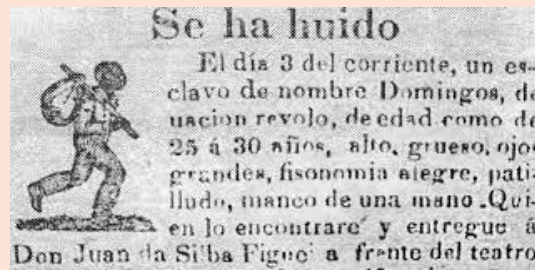 Se ha huido
El día 3 del corriente, un es-
clavo de nombre Domingos, de
nacion revolo, de edad como de
25 á 30 años, alto, grueso, ojos
grandes, fisonomia alegre, pati-
lludo, manco de una mano. Qui-
en lo encontrare y entregue á
Don Juan da Silba a frente del teatro